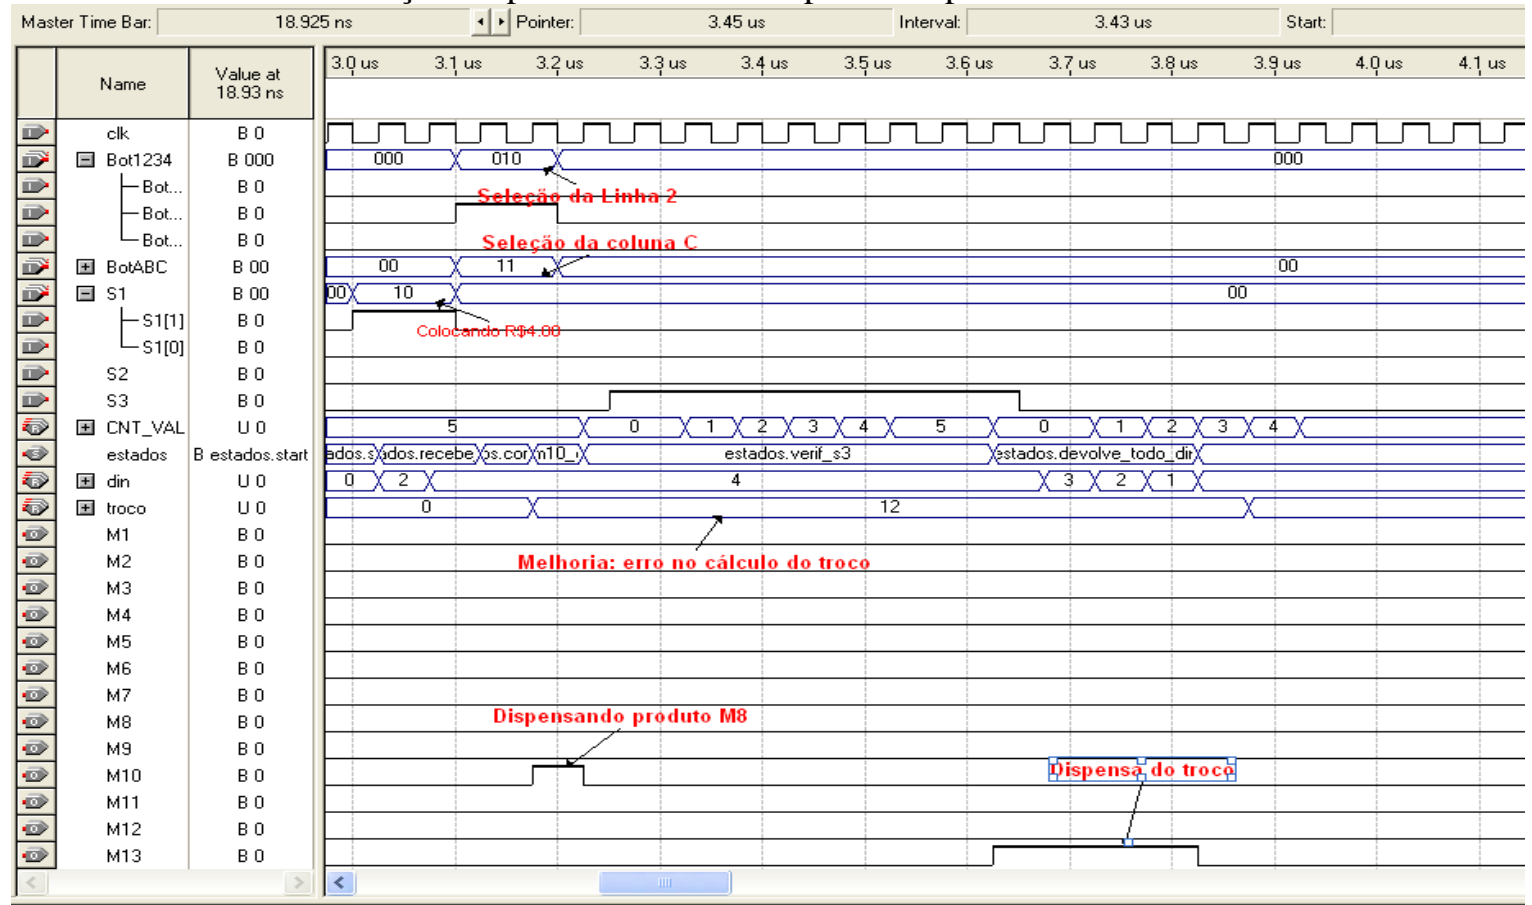 Master Time Bar: 18.925 ns Pointer: 3.45 us Interval: 3.43 us Start:
Name Value at 18.93 ns 3.0 us 3.1 us 3.2 us 3.3 us 3.4 us 3.5 us 3.6 us 3.7 us 3.8 us 3.9 us 4.0 us 4.1 us
clk B 0
Bot1234 B 000 000 010 000
Bot... B 0
Seleção da Linha 2
Bot... B 0
Bot... B 0
Seleção da coluna C
BotABC B 00 00 11 00
S1 B 00 00 10 00
S1[1] B 0
Colocando R$4.00
S1[0] B 0
S2 B 0
S3 B 0
CNT_VAL U 0 5 0 1 2 3 4 5 0 1 2 3 4
estados B estados.start ados.s ados.recebe os.cor n10_ estados.verif_s3 estados.devolve_todo_dir
din U 0 0 2 4 3 2 1
troco U 0 0 12
M1 B 0
M2 B 0
Melhoria: erro no cálculo do troco
M3 B 0
M4 B 0
M5 B 0
M6 B 0
M7 B 0
M8 B 0
Dispensando produto M8
M9 B 0
M10 B 0
Dispensa do troco
M11 B 0
M12 B 0
M13 B 0